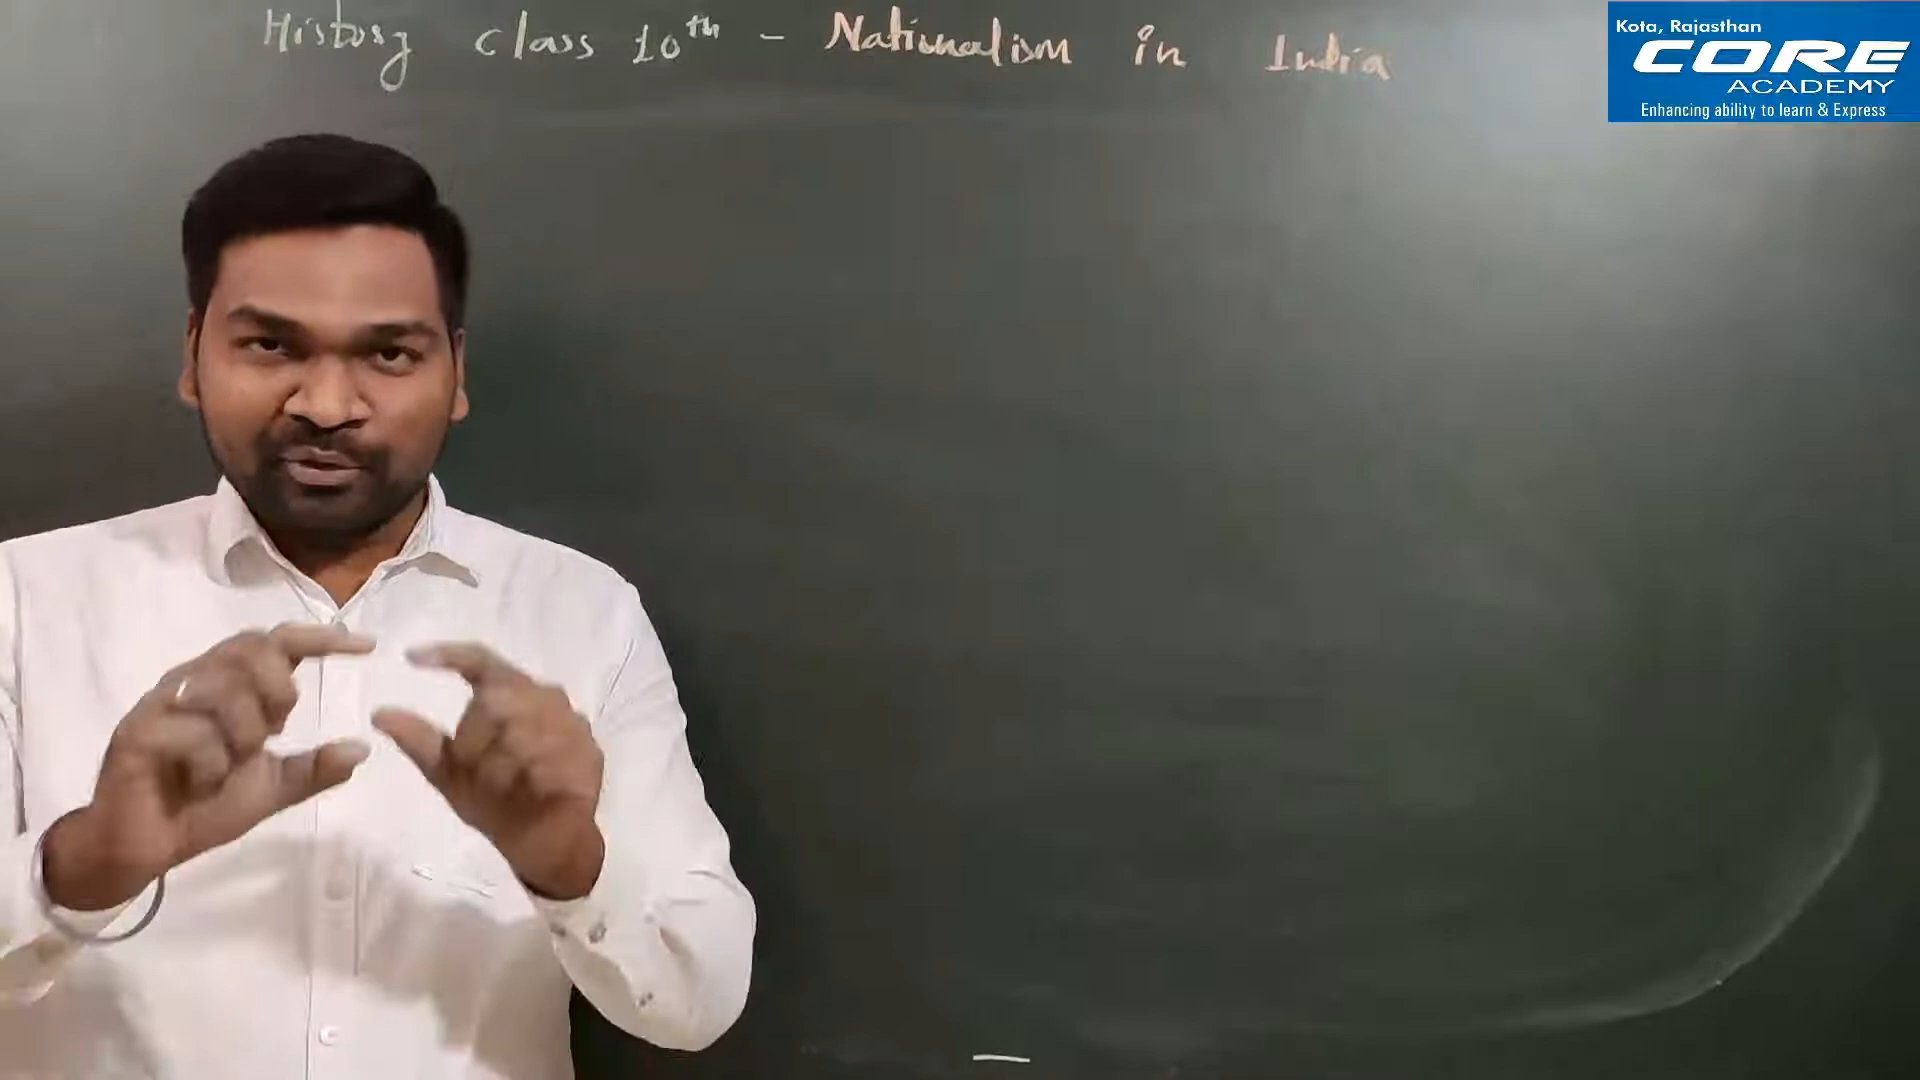 History class 10th - Nationalism in India
Kota, Rajasthan
CORE
ACADEMY
Enhancing ability to learn & Express